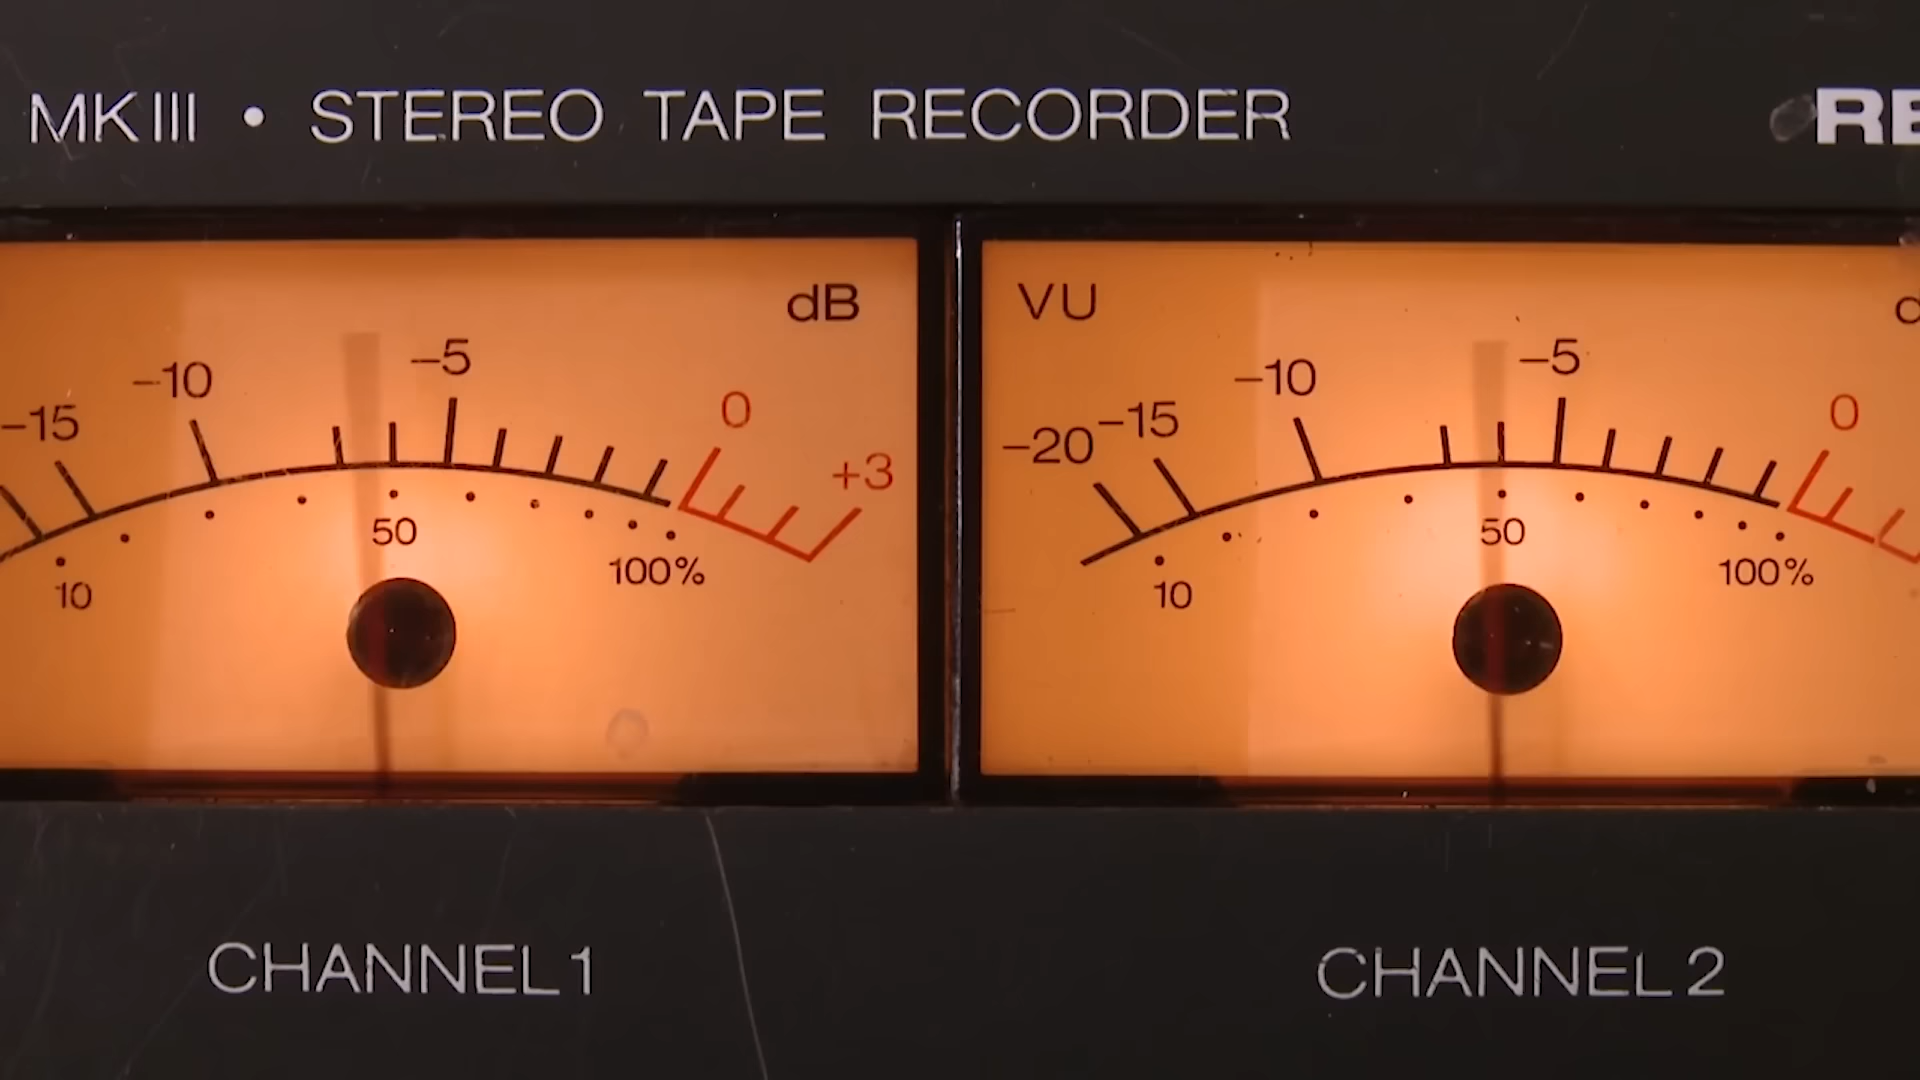 MKIII • STEREO TAPE RECORDER
dB
-15 -10 -5 0 +3
10 50 100%
VU
-20 -15 -10 -5 0
10 50 100%
CHANNEL 1
CHANNEL 2